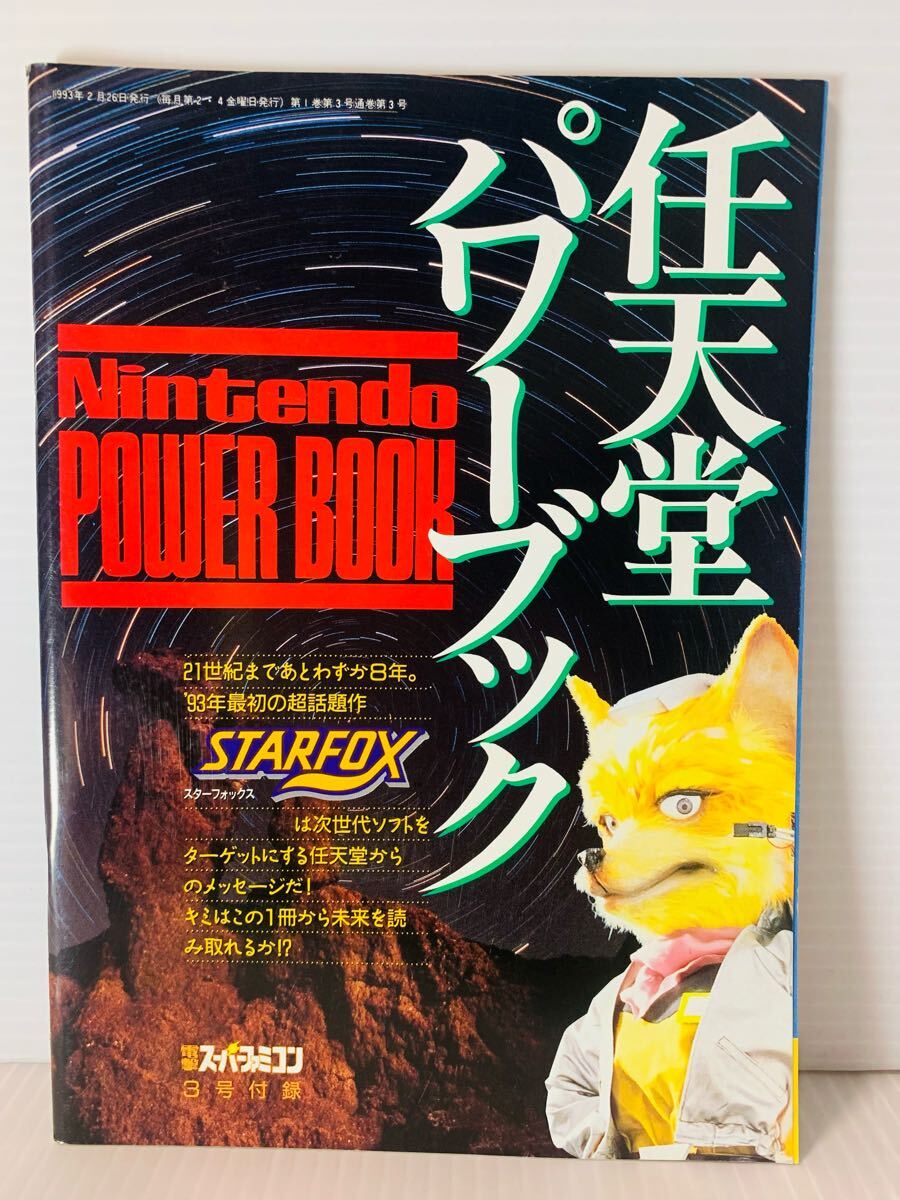 1993年2月26日発行(毎月第2・4金曜日発行)第1巻第3号通巻第3号
任天堂
パワーブック
Nintendo
POWER BOOK
21世紀まであとわずか8年。
'93年最初の超話題作
STARFOX
スターフォックス
は次世代ソフトを
ターゲットにする任天堂から
のメッセージだ!
キミはこの1冊から未来を読
み取れるか!?
電撃スーパーファミコン
3号付録